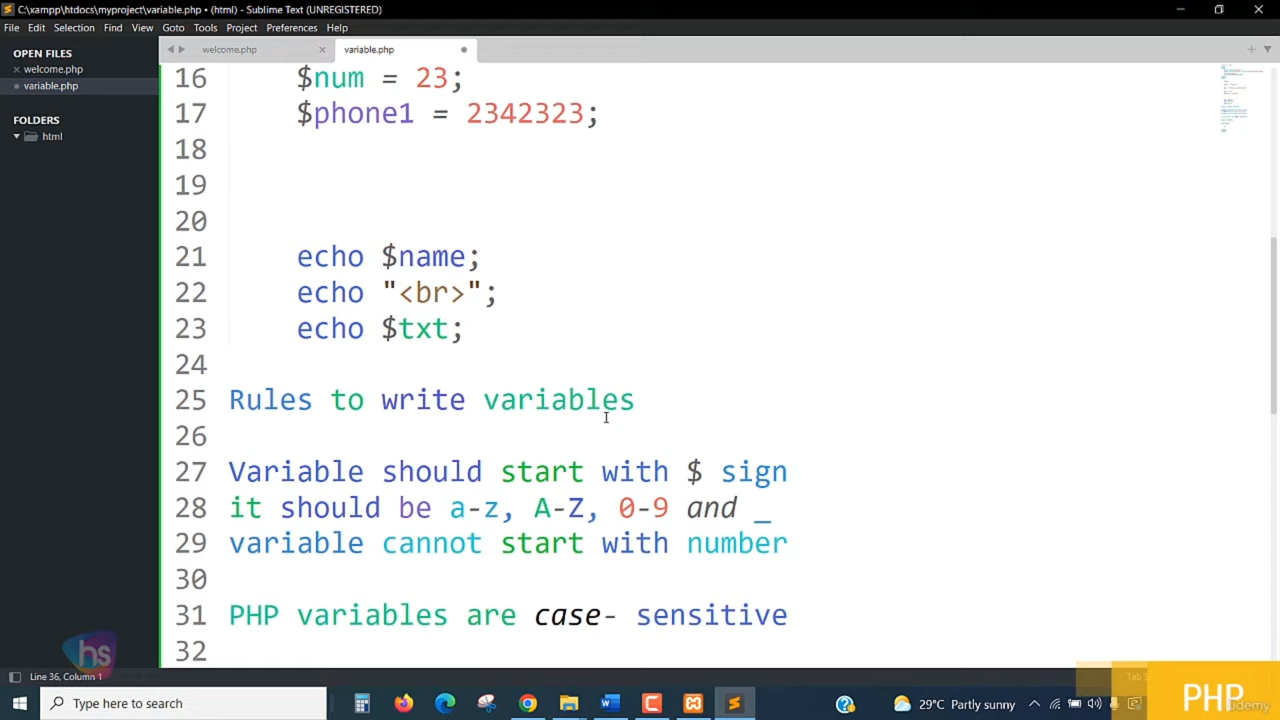 C:\xampp\htdocs\myproject\variable.php • (html) - Sublime Text (UNREGISTERED)
File Edit Selection Find View Goto Tools Project Preferences Help
OPEN FILES
welcome.php
variable.php
FOLDERS
html
welcome.php
variable.php
16 $num = 23;
17 $phone1 = 2342323;
18
19
20
21 echo $name;
22 echo "<br>";
23 echo $txt;
24
25 Rules to write variables
26
27 Variable should start with $ sign
28 it should be a-z, A-Z, 0-9 and _
29 variable cannot start with number
30
31 PHP variables are case- sensitive
32
hs
Line 36, Column 1
Type here to search
29°C Partly sunny
PHP